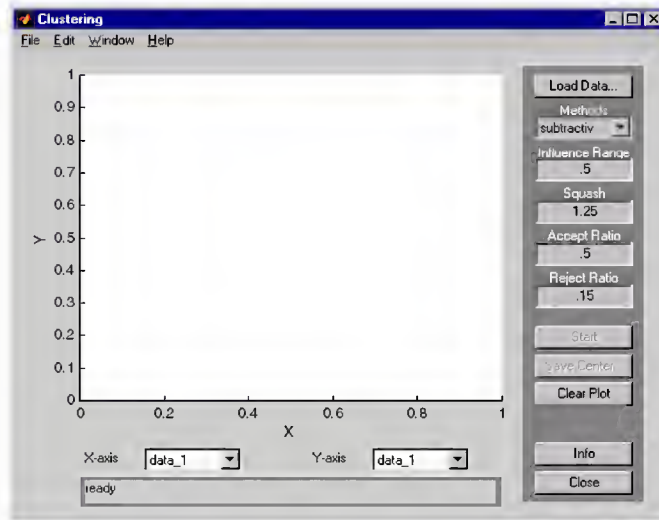 Clustering
File Edit Window Help
Load Data...
Methods
subtractiv
Influence Range
.5
Squash
1.25
Accept Ratio
.5
Reject Ratio
.15
Start
Save Center
Clear Plot
Info
Close
Y
1
0.9
0.8
0.7
0.6
0.5
0.4
0.3
0.2
0.1
0
0 0.2 0.4 0.6 0.8 1
X
X-axis data_1 Y-axis data_1
ready